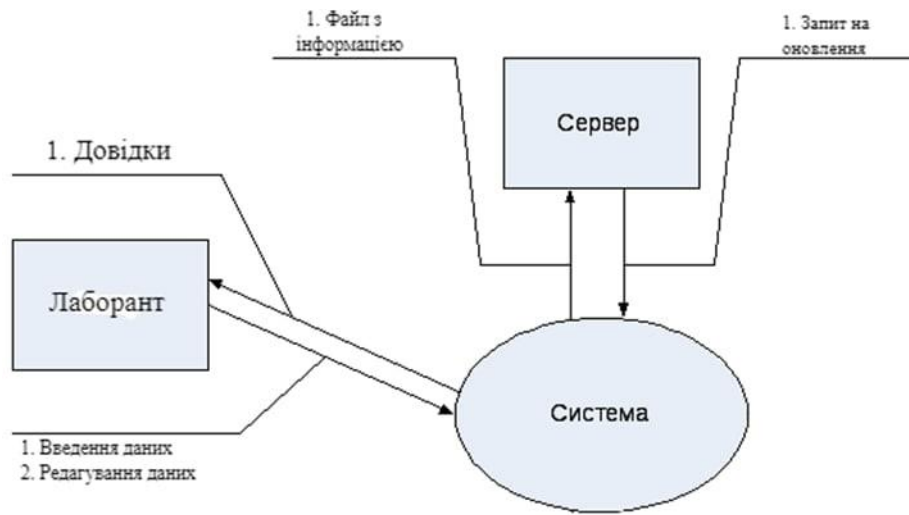 1. Файл з
інформацією
1. Запит на
оновлення
Сервер
1. Довідки
Лаборант
Система
1. Введення даних
2. Редагування даних